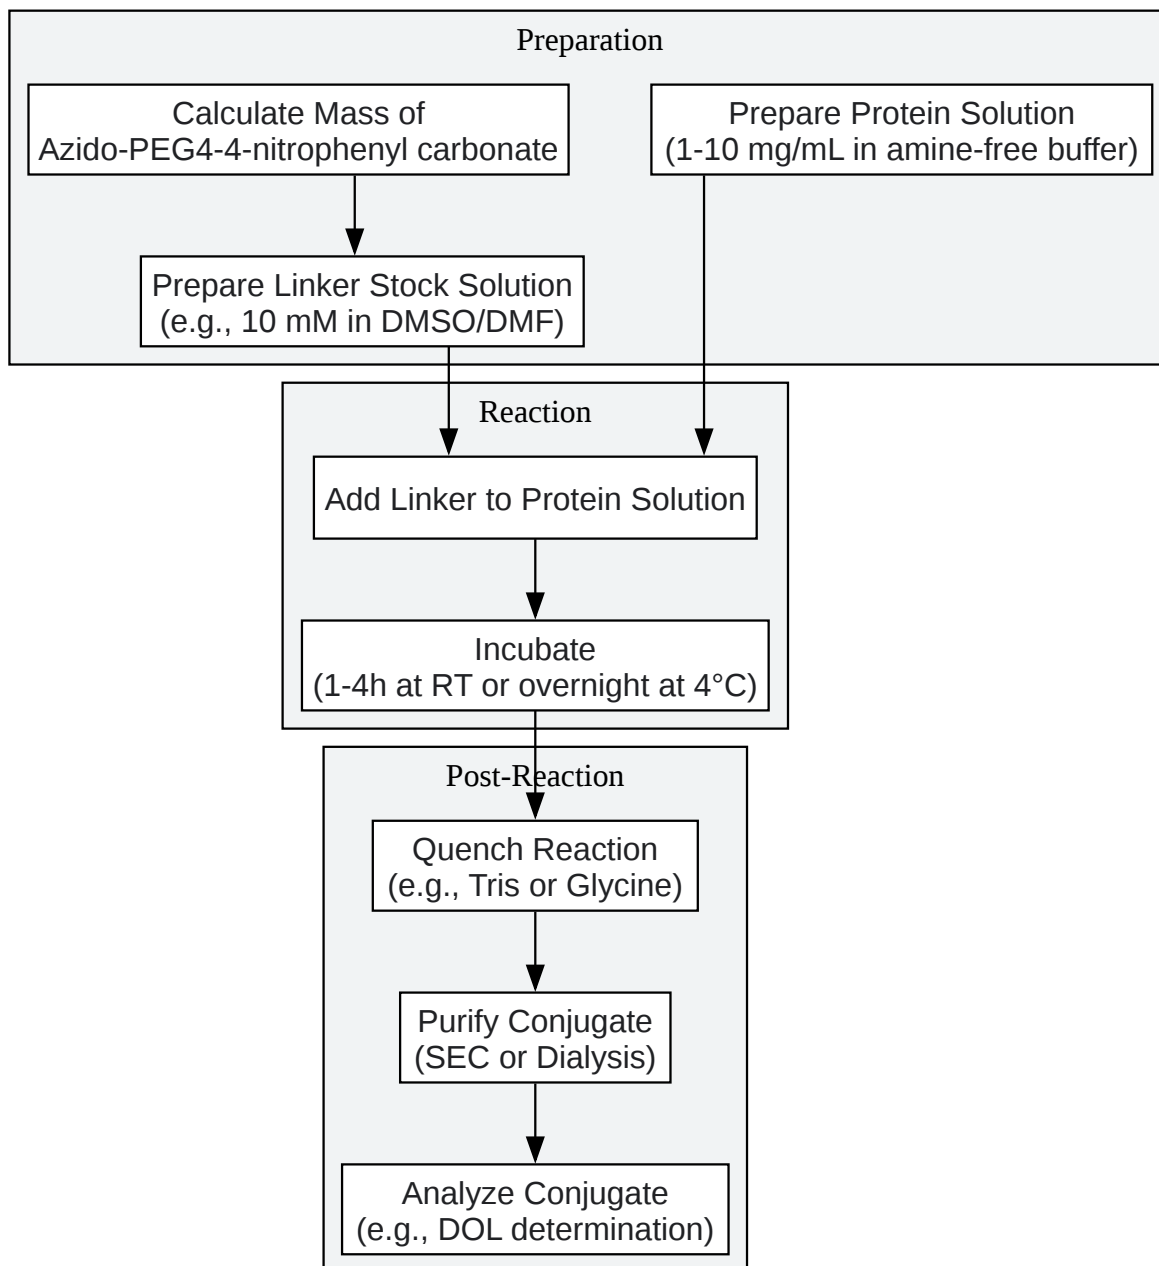 Preparation
Calculate Mass of
Azido-PEG4-4-nitrophenyl carbonate
Prepare Protein Solution
(1-10 mg/mL in amine-free buffer)
Prepare Linker Stock Solution
(e.g., 10 mM in DMSO/DMF)
Reaction
Add Linker to Protein Solution
Incubate
(1-4h at RT or overnight at 4°C)
Post-Reaction
Quench Reaction
(e.g., Tris or Glycine)
Purify Conjugate
(SEC or Dialysis)
Analyze Conjugate
(e.g., DOL determination)